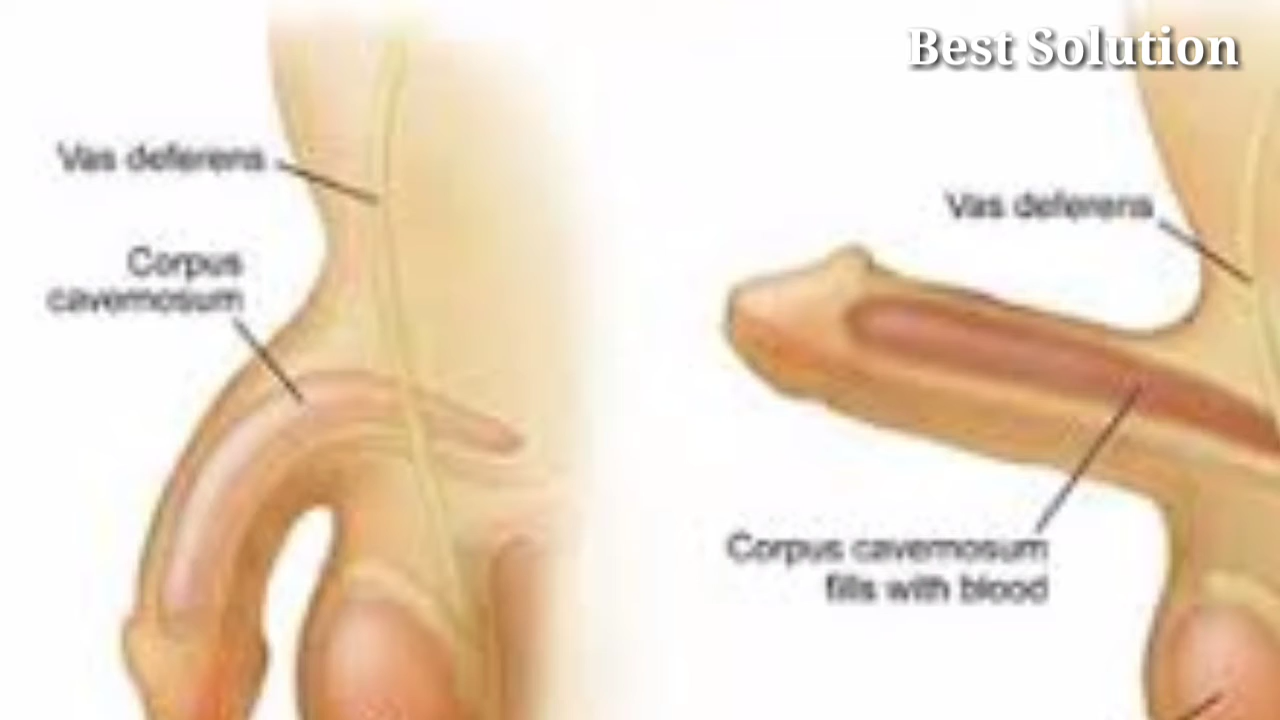 Best Solution
Vas deferens
Corpus
cavernosum
Vas deferens
Corpus cavernosum
fills with blood